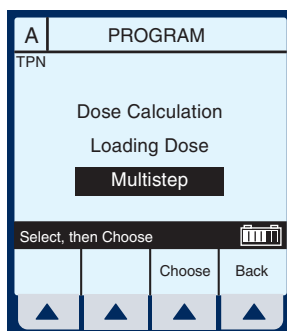 A PROGRAM
TPN
Dose Calculation
Loading Dose
Multistep
Select, then Choose
Choose Back